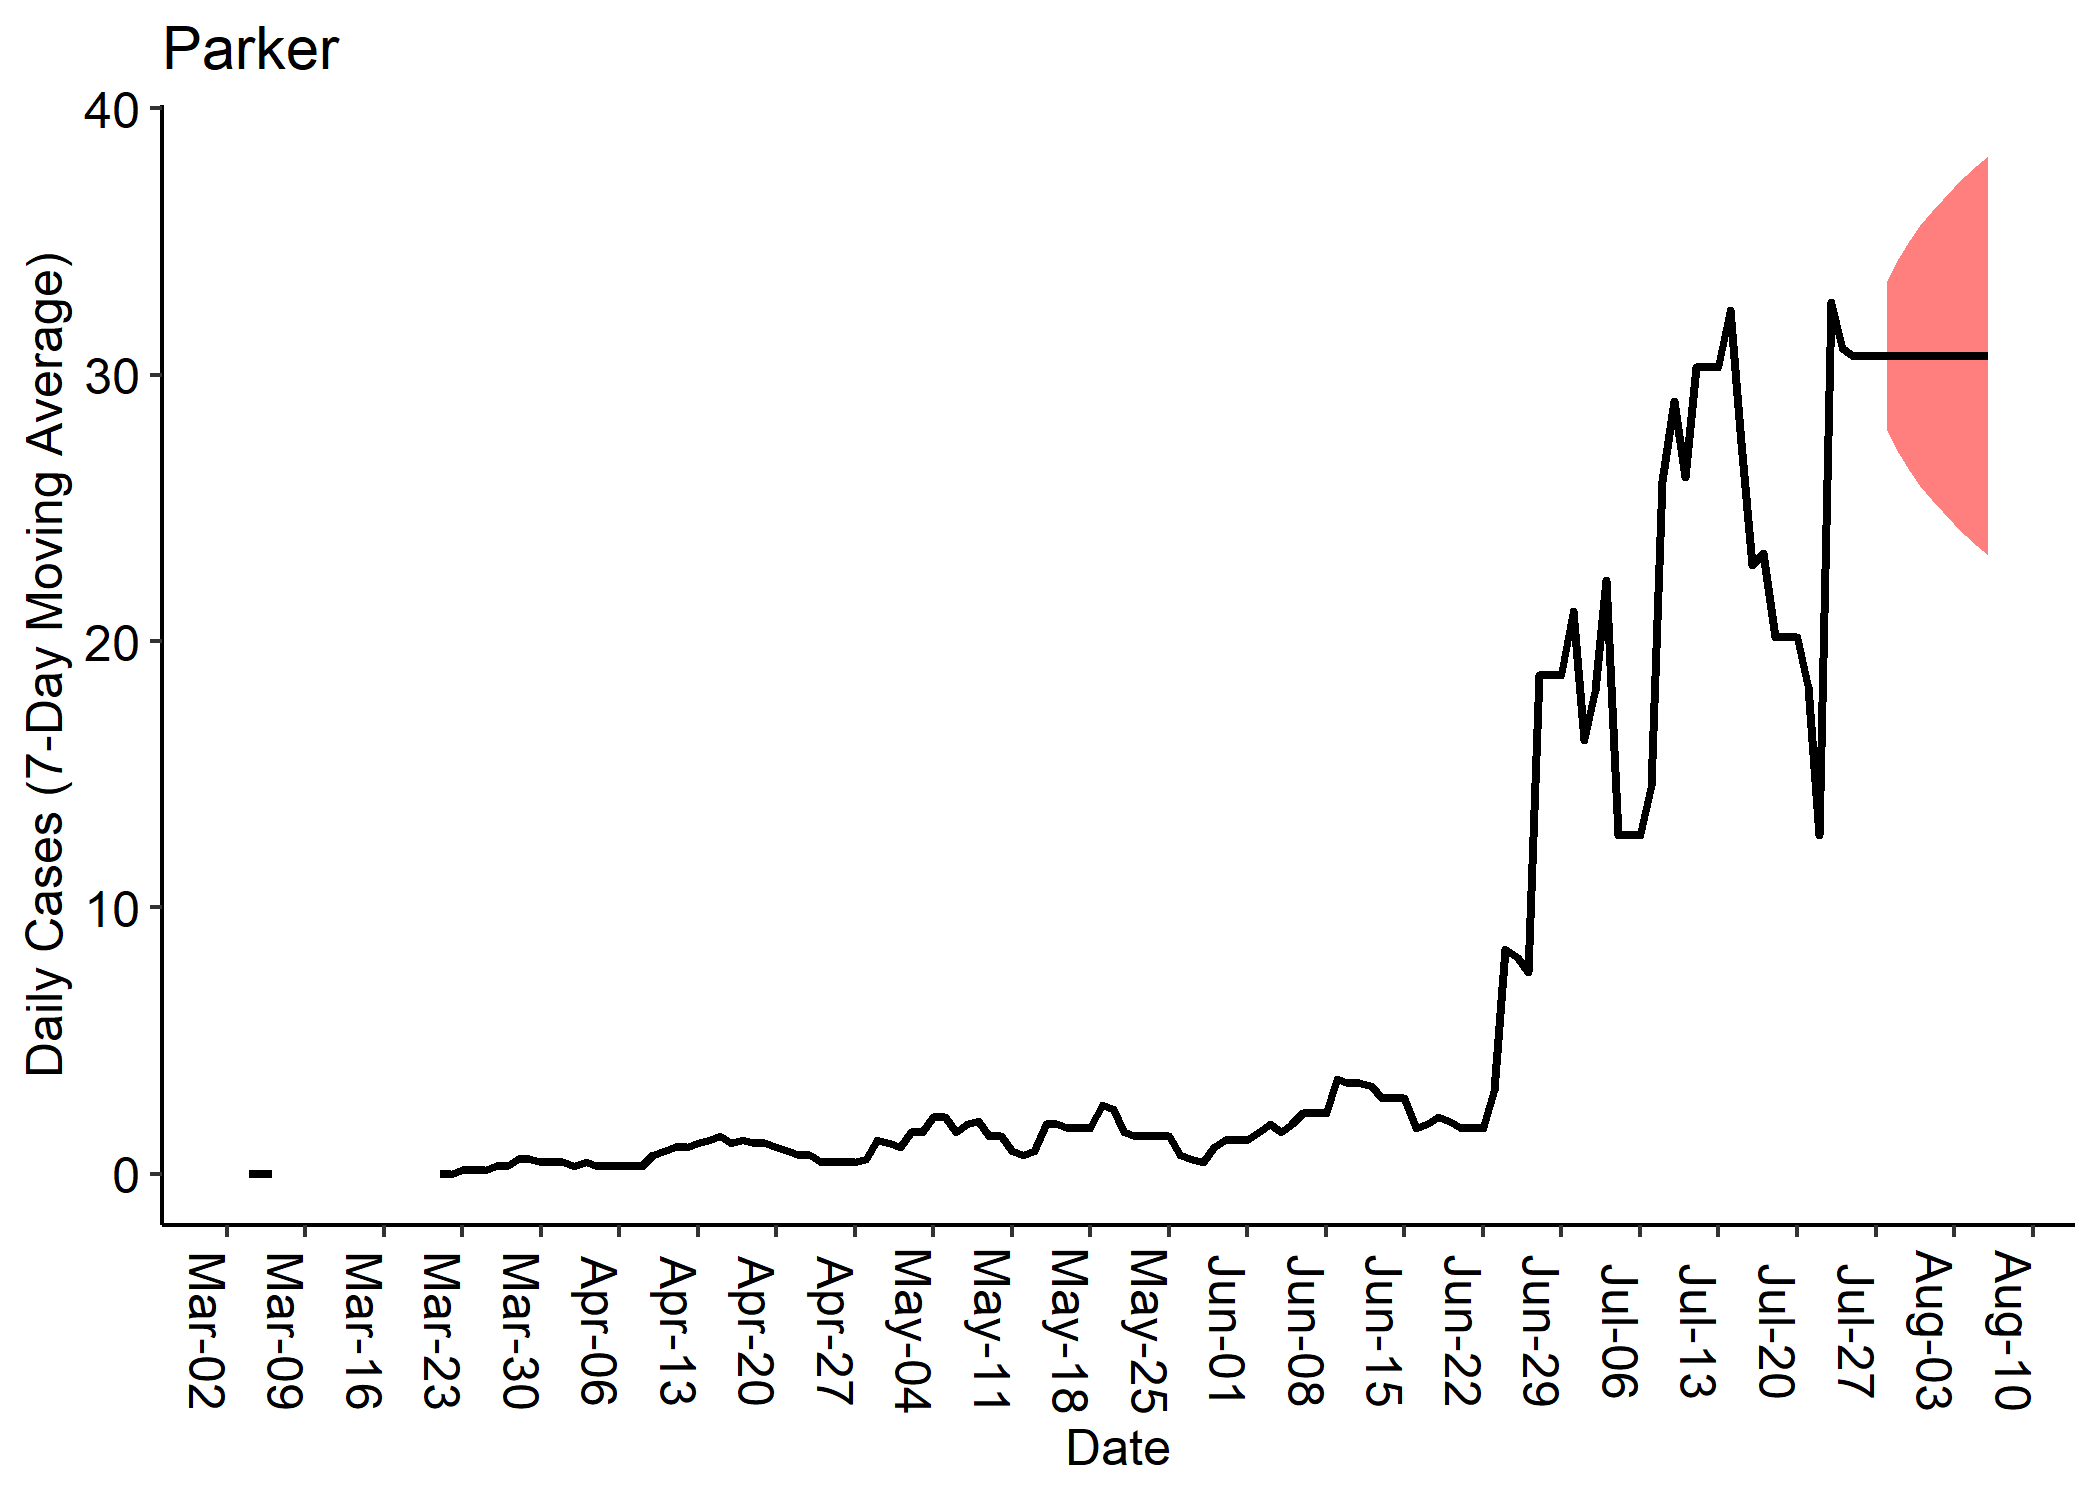 Parker
Daily Cases (7-Day Moving Average)
40
30
20
10
0
Mar-02
Mar-09
Mar-16
Mar-23
Mar-30
Apr-06
Apr-13
Apr-20
Apr-27
May-04
May-11
May-18
May-25
Jun-01
Jun-08
Jun-15
Jun-22
Jun-29
Jul-06
Jul-13
Jul-20
Jul-27
Aug-03
Aug-10
Date